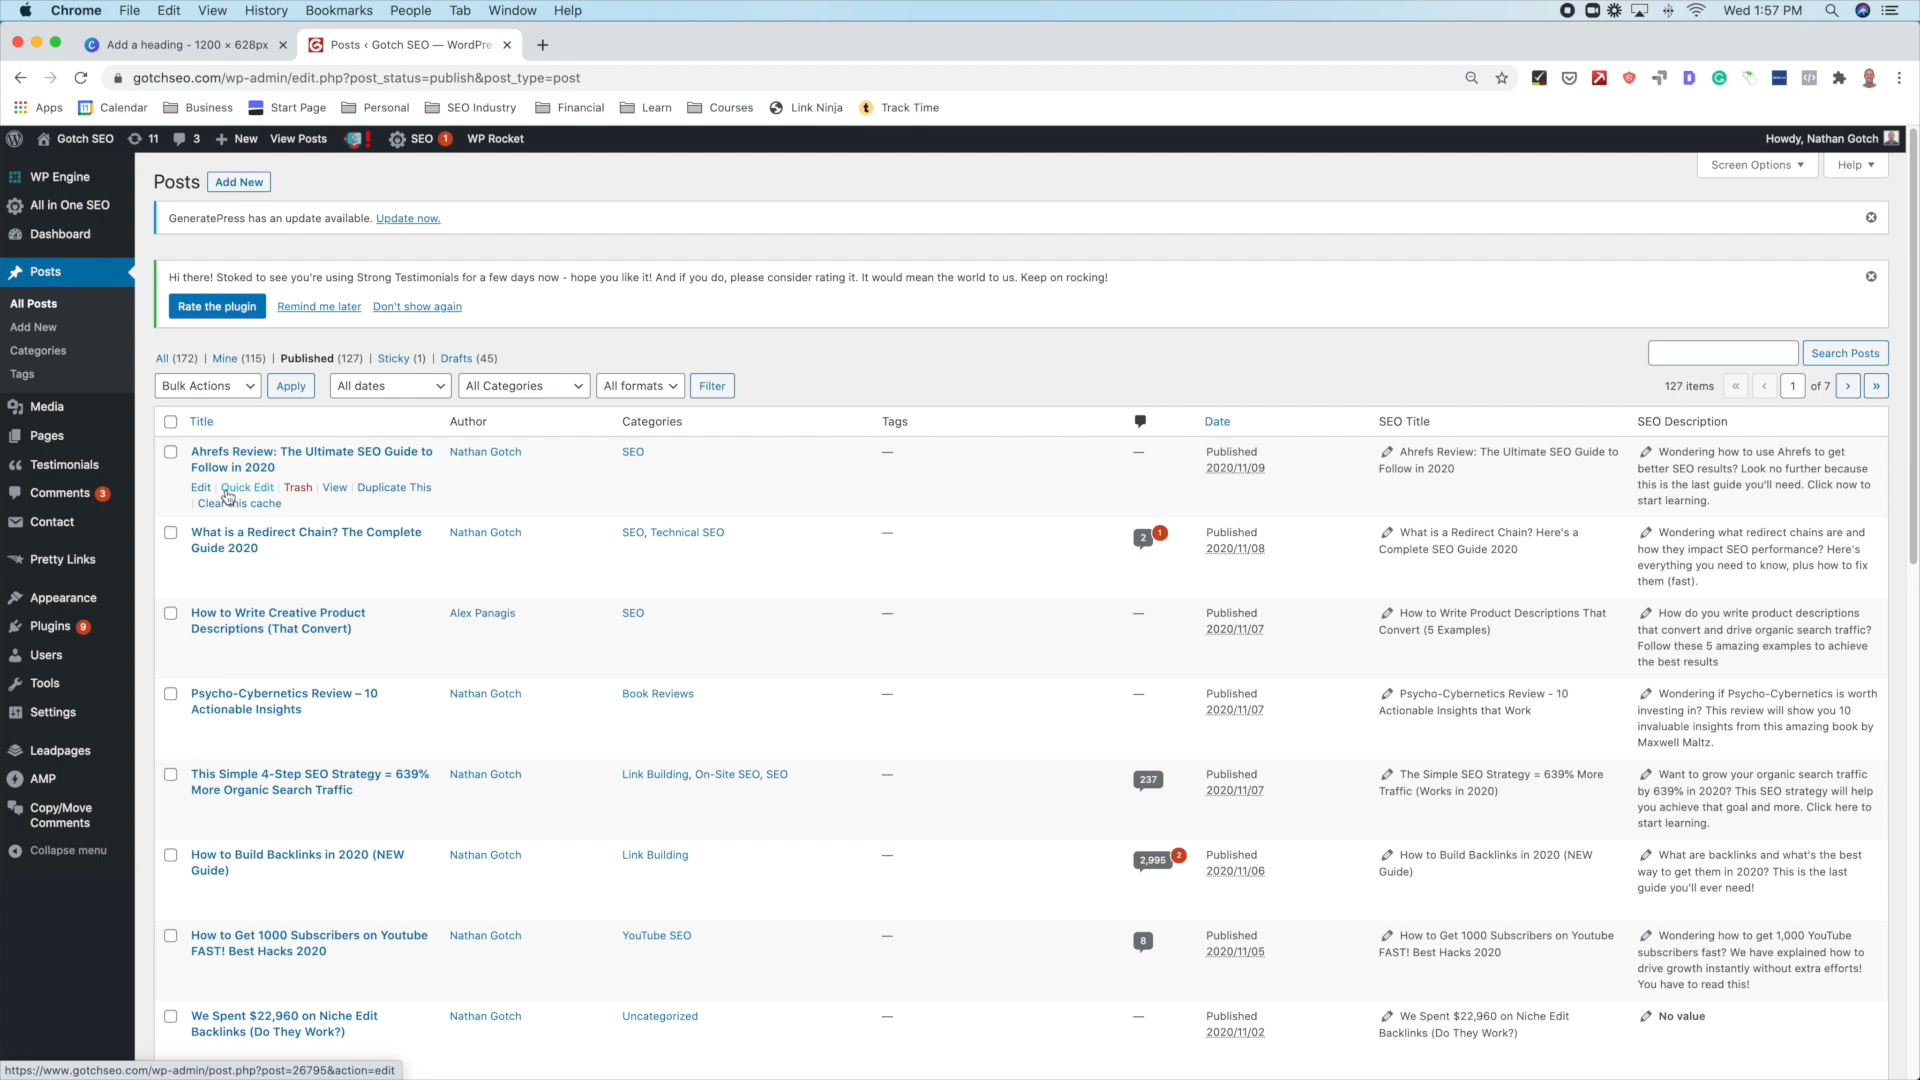 Chrome File Edit View History Bookmarks People Tab Window Help Wed 1:57 PM
Add a heading - 1200 × 628px Posts ‹ Gotch SEO — WordPre
gotchseo.com/wp-admin/edit.php?post_status=publish&post_type=post
Apps Calendar Business Start Page Personal SEO Industry Financial Learn Courses Link Ninja Track Time
Gotch SEO 11 3 New View Posts SEO 1 WP Rocket Howdy, Nathan Gotch
WP Engine
All in One SEO
Dashboard
Posts
All Posts
Add New
Categories
Tags
Media
Pages
Testimonials
Comments 3
Contact
Pretty Links
Appearance
Plugins 9
Users
Tools
Settings
Leadpages
AMP
Copy/Move
Comments
Collapse menu
Screen Options Help
Posts Add New
GeneratePress has an update available. Update now.
Hi there! Stoked to see you're using Strong Testimonials for a few days now - hope you like it! And if you do, please consider rating it. It would mean the world to us. Keep on rocking!
Rate the plugin Remind me later Don't show again
All (172) | Mine (115) | Published (127) | Sticky (1) | Drafts (45)
Search Posts
Bulk Actions Apply All dates All Categories All formats Filter 127 items « ‹ 1 of 7 › »
Title Author Categories Tags Date SEO Title SEO Description
Ahrefs Review: The Ultimate SEO Guide to
Follow in 2020
Edit | Quick Edit | Trash | View | Duplicate This
| Clear this cache
Nathan Gotch
SEO
—
—
Published
2020/11/09
Ahrefs Review: The Ultimate SEO Guide to
Follow in 2020
Wondering how to use Ahrefs to get
better SEO results? Look no further because
this is the last guide you'll need. Click now to
start learning.
What is a Redirect Chain? The Complete
Guide 2020
Nathan Gotch
SEO, Technical SEO
—
2 1
Published
2020/11/08
What is a Redirect Chain? Here's a
Complete SEO Guide 2020
Wondering what redirect chains are and
how they impact SEO performance? Here's
everything you need to know, plus how to fix
them (fast).
How to Write Creative Product
Descriptions (That Convert)
Alex Panagis
SEO
—
—
Published
2020/11/07
How to Write Product Descriptions That
Convert (5 Examples)
How do you write product descriptions
that convert and drive organic search traffic?
Follow these 5 amazing examples to achieve
the best results
Psycho-Cybernetics Review – 10
Actionable Insights
Nathan Gotch
Book Reviews
—
—
Published
2020/11/07
Psycho-Cybernetics Review - 10
Actionable Insights that Work
Wondering if Psycho-Cybernetics is worth
investing in? This review will show you 10
invaluable insights from this amazing book by
Maxwell Maltz.
This Simple 4-Step SEO Strategy = 639%
More Organic Search Traffic
Nathan Gotch
Link Building, On-Site SEO, SEO
—
237
Published
2020/11/07
The Simple SEO Strategy = 639% More
Traffic (Works in 2020)
Want to grow your organic search traffic
by 639% in 2020? This SEO strategy will help
you achieve that goal and more. Click here to
start learning.
How to Build Backlinks in 2020 (NEW
Guide)
Nathan Gotch
Link Building
—
2,995 2
Published
2020/11/06
How to Build Backlinks in 2020 (NEW
Guide)
What are backlinks and what's the best
way to get them in 2020? This is the last
guide you'll ever need!
How to Get 1000 Subscribers on Youtube
FAST! Best Hacks 2020
Nathan Gotch
YouTube SEO
—
8
Published
2020/11/05
How to Get 1000 Subscribers on Youtube
FAST! Best Hacks 2020
Wondering how to get 1,000 YouTube
subscribers fast? We have explained how to
drive growth instantly without extra efforts!
You have to read this!
We Spent $22,960 on Niche Edit
Backlinks (Do They Work?)
Nathan Gotch
Uncategorized
—
—
Published
2020/11/02
We Spent $22,960 on Niche Edit
Backlinks (Do They Work?)
No value
https://www.gotchseo.com/wp-admin/post.php?post=26795&action=edit